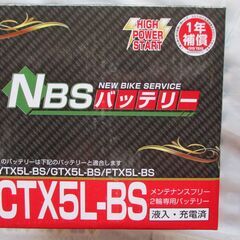 HIGH
POWER
START
1年
補償
NBS
NEW BIKE SERVICE
バッテリー
のバッテリーは下記のバッテリーと適合します
YTX5L-BS/GTX5L-BS/FTX5L-BS
CTX5L-BS
メンテナンスフリー
2輪専用バッテリー
液入・充電済